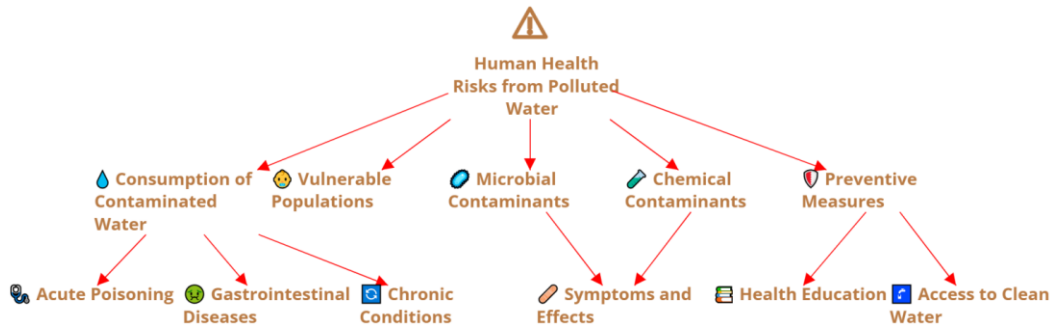 Human Health
Risks from Polluted
Water
Consumption of
Contaminated
Water
Vulnerable
Populations
Microbial
Contaminants
Chemical
Contaminants
Preventive
Measures
Acute Poisoning
Gastrointestinal
Diseases
Chronic
Conditions
Symptoms and
Effects
Health Education
Access to Clean
Water